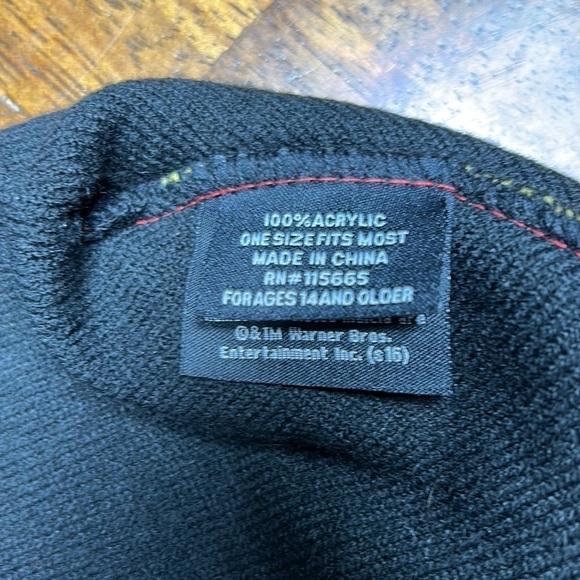 100% ACRYLIC
ONE SIZE FITS MOST
MADE IN CHINA
RN#115665
FOR AGES 14 AND OLDER
are
©&TM Warner Bros.
Entertainment Inc. (s16)